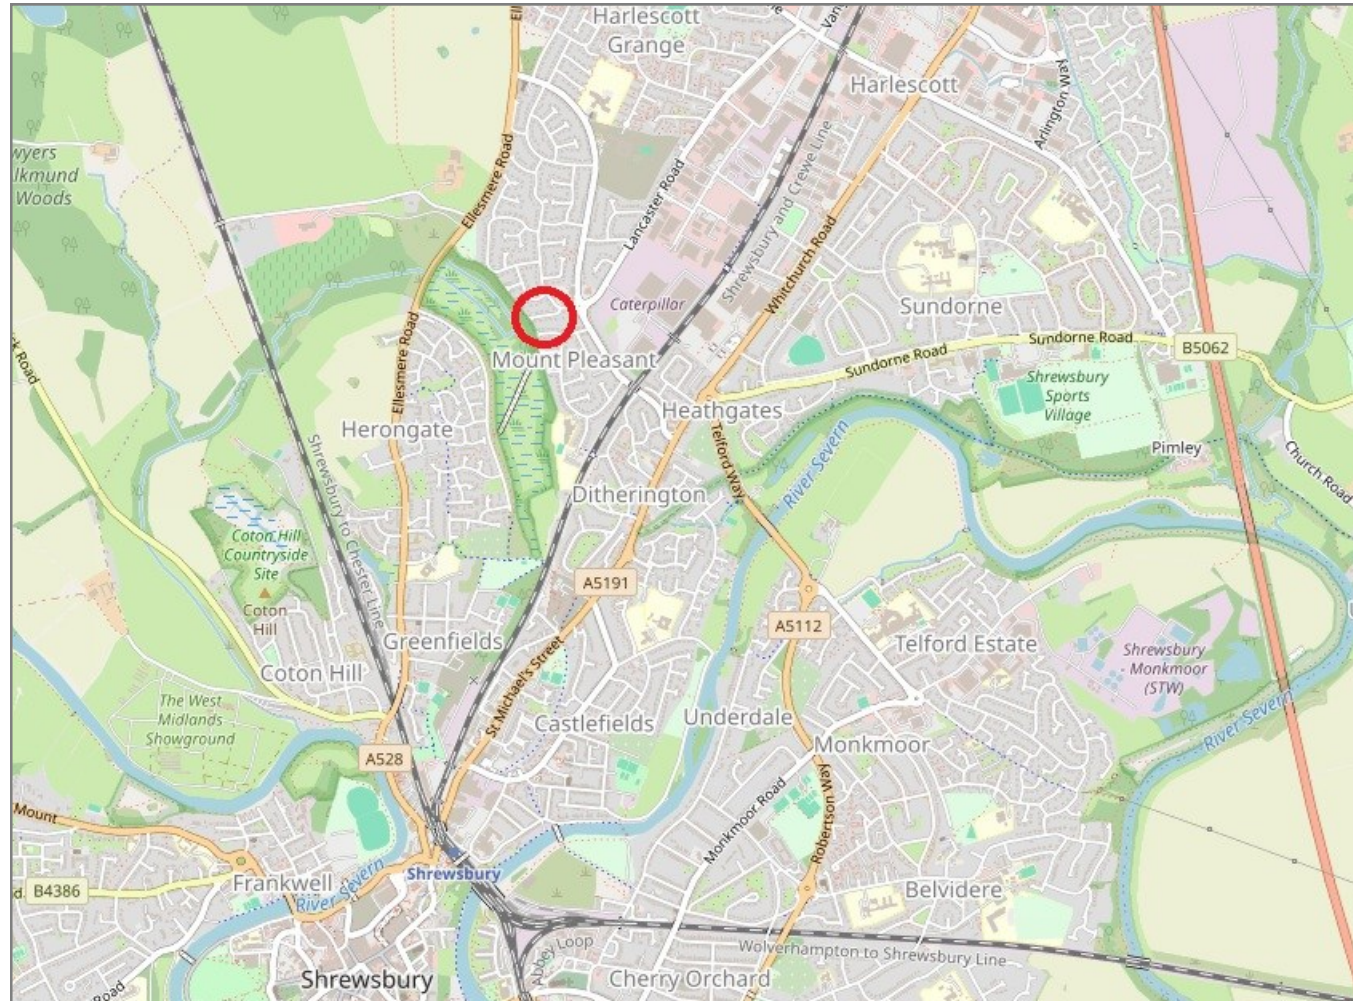 Harlescott
Grange
Harlescott
Arlington Way
Ellesmere Road
Lancaster Road
Shrewsbury and Crewe Line
Whitchurch Road
Caterpillar
Sundorne
Sundorne Road
Sundorne Road
B5062
Mount Pleasant
Heathgates
Shrewsbury
Sports
Village
Pimley
Church Road
Ellesmere Road
Herongate
Telford Way
River Severn
Ditherington
Shrewsbury to Chester Line
Coton Hill
Countryside
Site
Coton
Hill
A5191
A5112
Greenfields
Coton Hill
St Michael's Street
Telford Estate
Shrewsbury
- Monkmoor
(STW)
River Severn
The West
Midlands
Showground
Castlefields
Underdale
Monkmoor
A528
Monkmoor Road
Robertson Way
Mount
B4386
Frankwell
River Severn
Shrewsbury
Belvidere
Abbey Loop
Wolverhampton to Shrewsbury Line
Shrewsbury
Cherry Orchard
Road